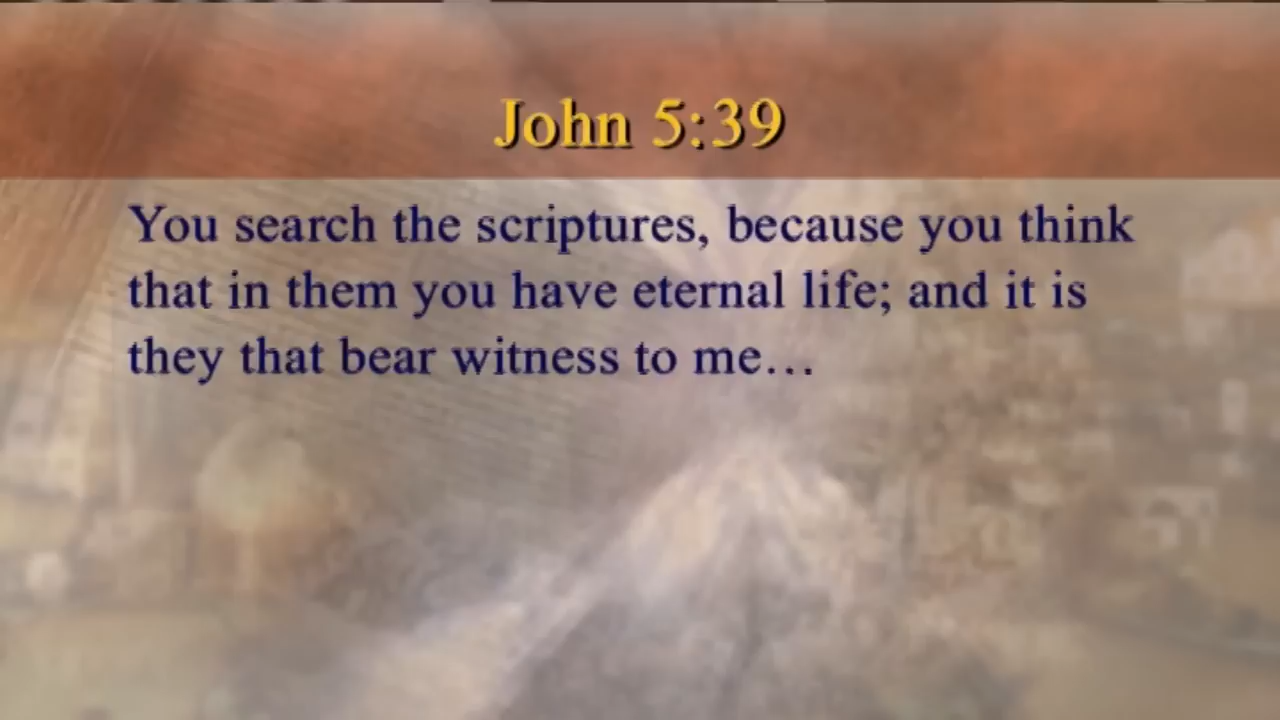 John 5:39
You search the scriptures, because you think
that in them you have eternal life; and it is
they that bear witness to me...